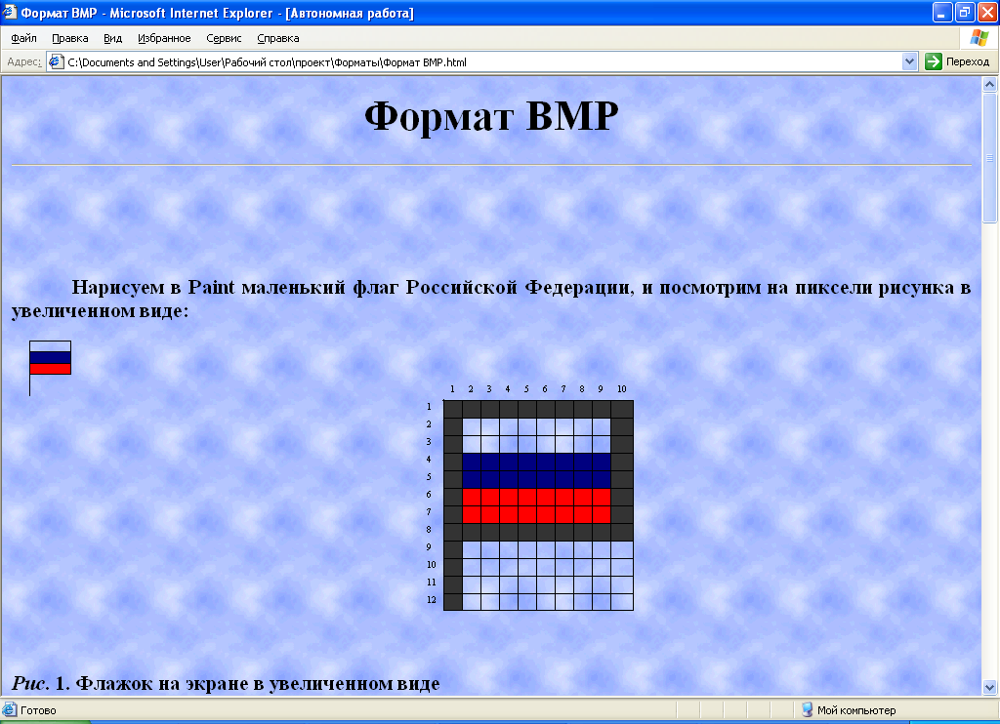 Формат BMP - Microsoft Internet Explorer - [Автономная работа]
Файл Правка Вид Избранное Сервис Справка
Адрес: C:\Documents and Settings\User\Рабочий стол\проект\Форматы\Формат BMP.html Переход
Формат BMP
Нарисуем в Paint маленький флаг Российской Федерации, и посмотрим на пиксели рисунка в
увеличенном виде:
1 2 3 4 5 6 7 8 9 10
1
2
3
4
5
6
7
8
9
10
11
12
Рис. 1. Флажок на экране в увеличенном виде
Готово Мой компьютер